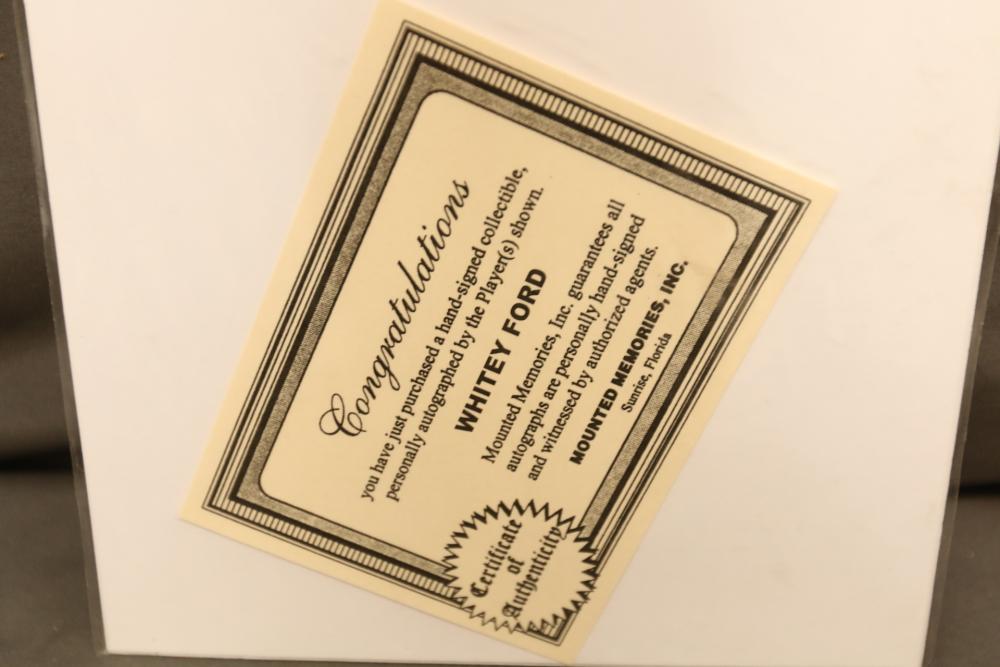 Congratulations
you have just purchased a hand-signed collectible,
personally autographed by the Player(s) shown.
WHITEY FORD
Mounted Memories, Inc. guarantees all
autographs are personally hand-signed
and witnessed by authorized agents.
MOUNTED MEMORIES, INC.
Sunrise, Florida
Certificate
of
Authenticity